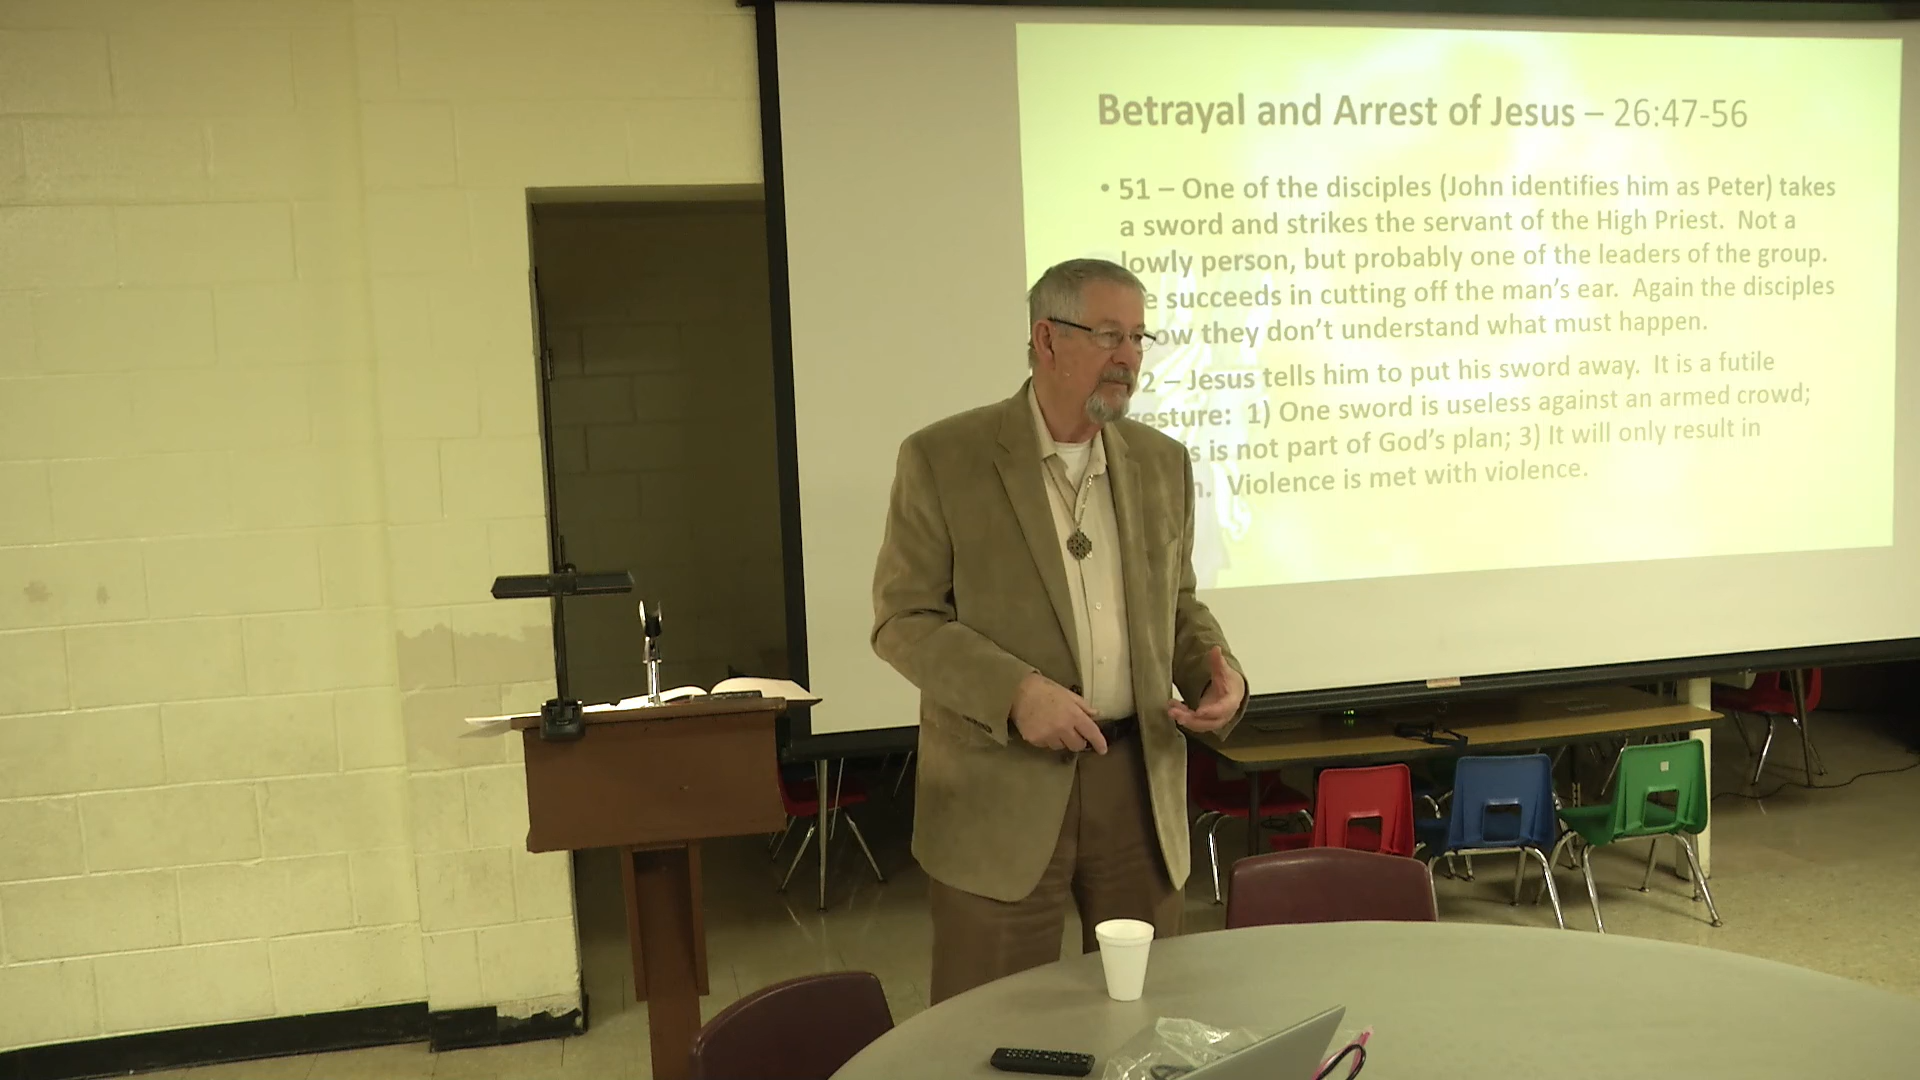 Betrayal and Arrest of Jesus – 26:47-56
• 51 – One of the disciples (John identifies him as Peter) takes
a sword and strikes the servant of the High Priest. Not a
lowly person, but probably one of the leaders of the group.
succeeds in cutting off the man's ear. Again the disciples
they don't understand what must happen.
– Jesus tells him to put his sword away. It is a futile
gesture: 1) One sword is useless against an armed crowd;
is not part of God's plan; 3) It will only result in
Violence is met with violence.